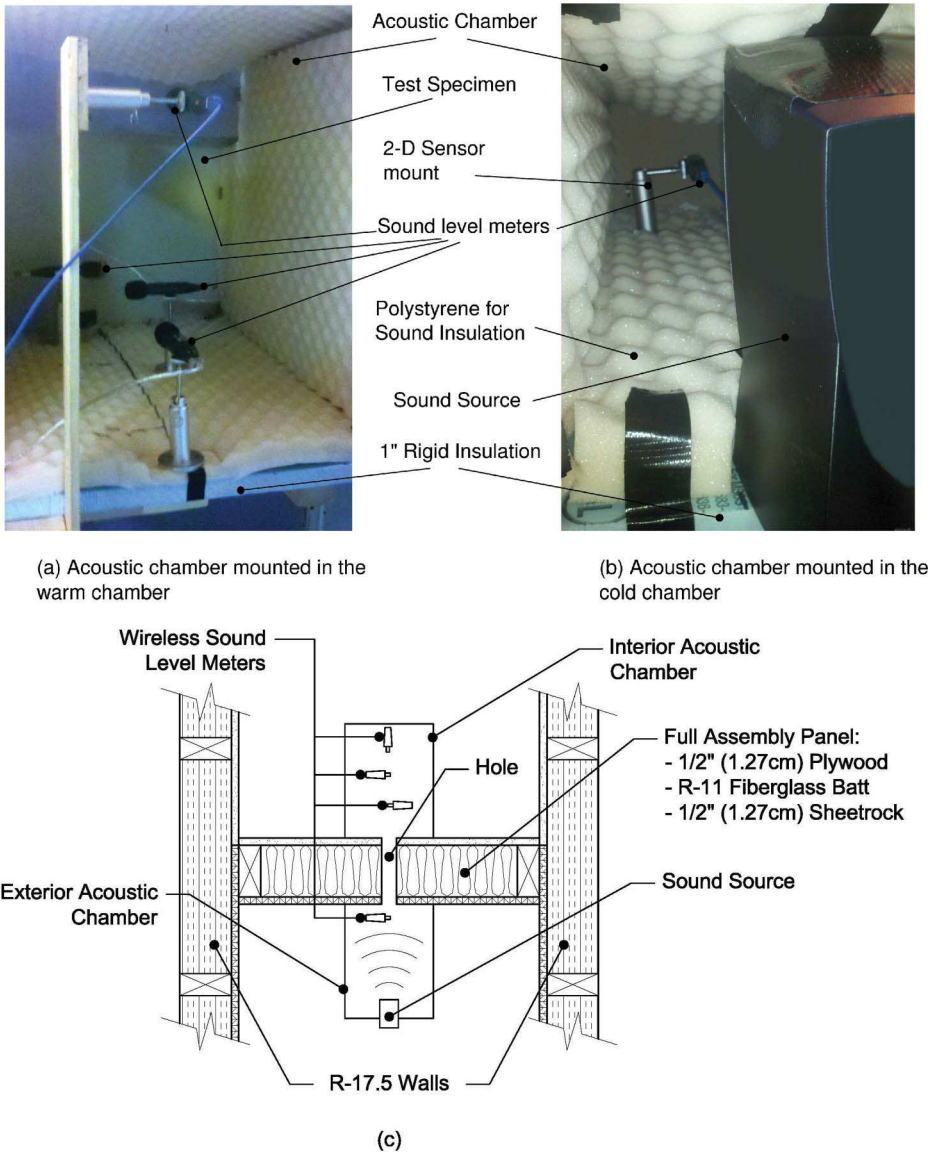 Acoustic Chamber
Test Specimen
2-D Sensor
mount
Sound level meters
Polystyrene for
Sound Insulation
Sound Source
1" Rigid Insulation
(a) Acoustic chamber mounted in the
warm chamber
(b) Acoustic chamber mounted in the
cold chamber
Wireless Sound
Level Meters
Interior Acoustic
Chamber
Hole
Full Assembly Panel:
- 1/2" (1.27cm) Plywood
- R-11 Fiberglass Batt
- 1/2" (1.27cm) Sheetrock
Exterior Acoustic
Chamber
Sound Source
R-17.5 Walls
(c)